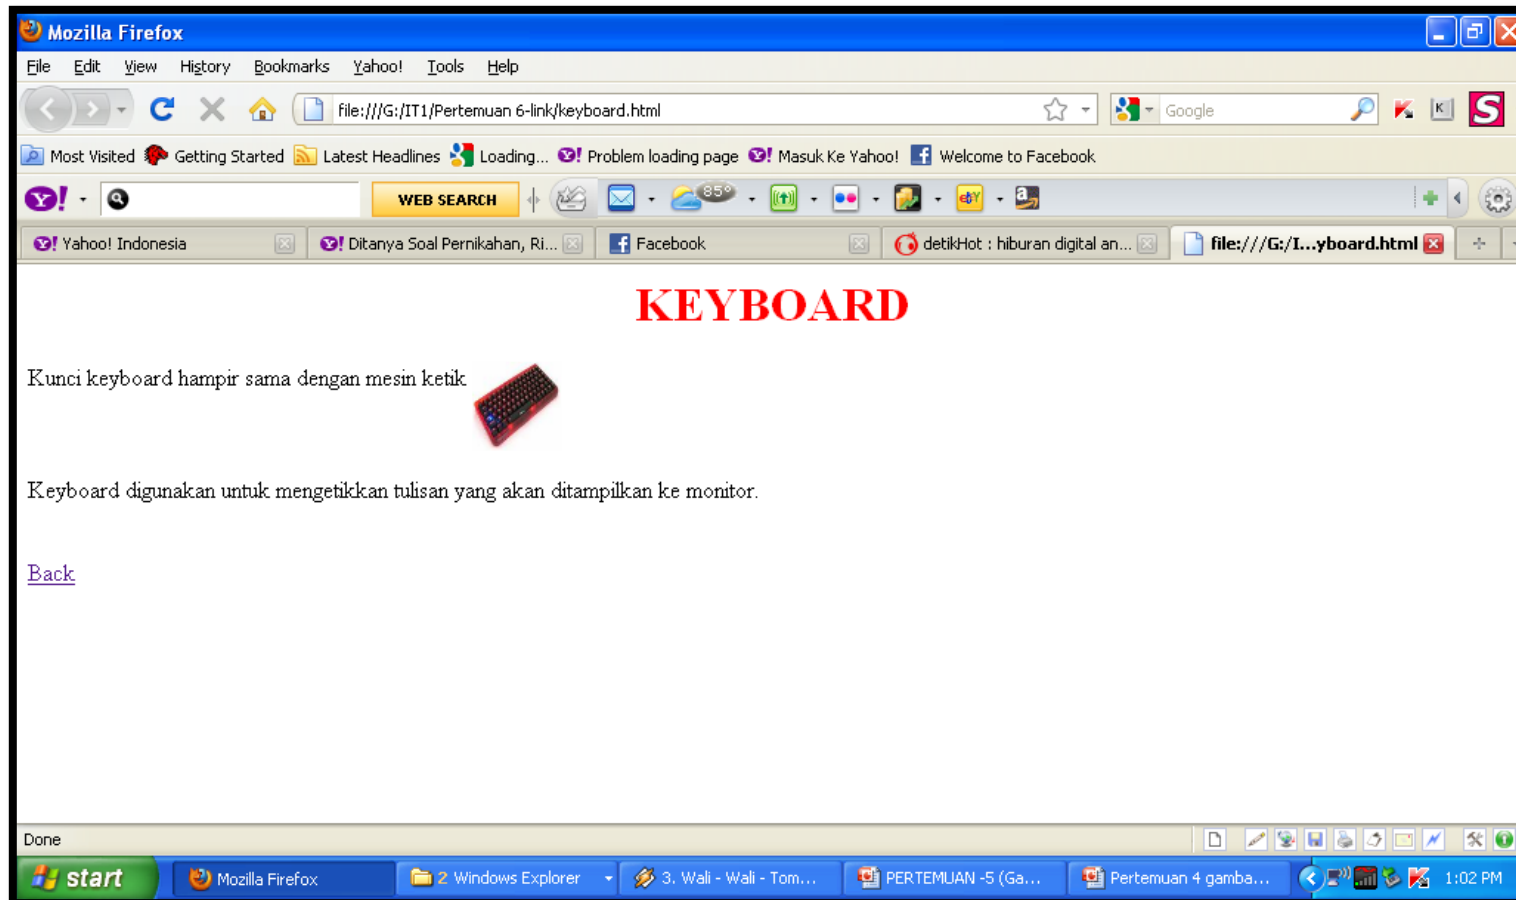 Mozilla Firefox
File Edit View History Bookmarks Yahoo! Tools Help
file:///G:/IT1/Pertemuan 6-link/keyboard.html Google K S
Most Visited Getting Started Latest Headlines Loading... Problem loading page Masuk Ke Yahoo! Welcome to Facebook
Y! WEB SEARCH 85° ebY a
Yahoo! Indonesia Ditanya Soal Pernikahan, Ri... Facebook detikHot : hiburan digital an... file:///G:/I...yboard.html
KEYBOARD
Kunci keyboard hampir sama dengan mesin ketik
Keyboard digunakan untuk mengetikkan tulisan yang akan ditampilkan ke monitor.
Back
Done
start Mozilla Firefox 2 Windows Explorer 3. Wali - Wali - Tom... PERTEMUAN -5 (Ga... Pertemuan 4 gamba... 1:02 PM